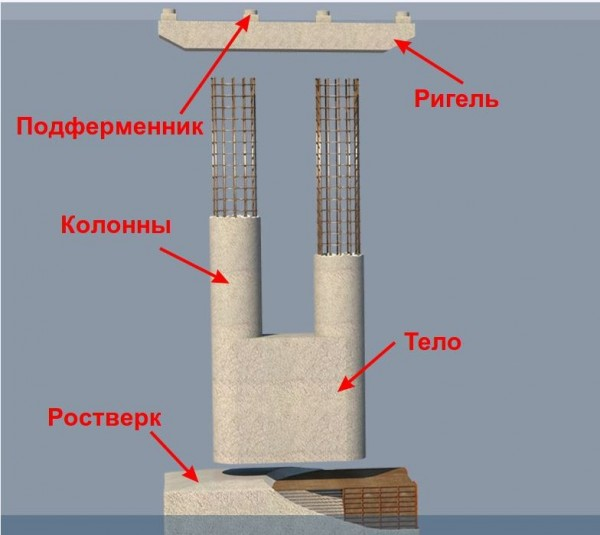 Ригель
Подферменник
Колонны
Тело
Ростверк